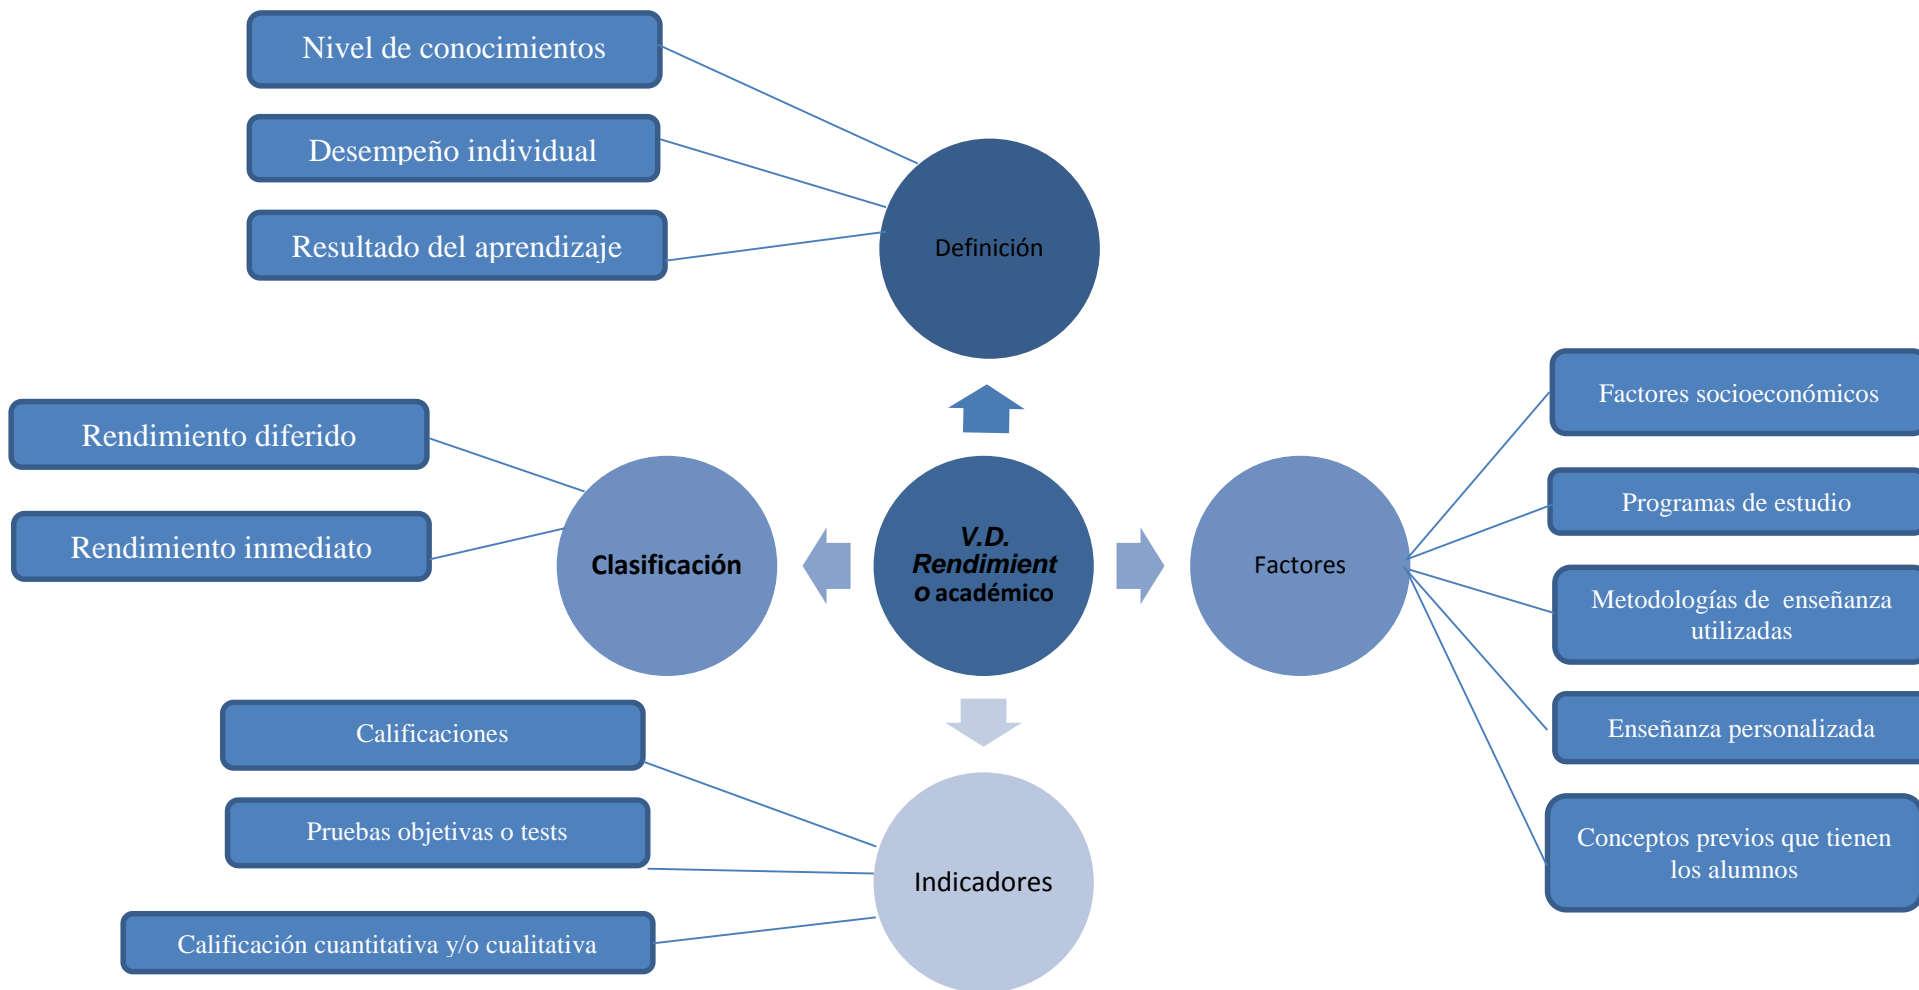 Nivel de conocimientos
Desempeño individual
Resultado del aprendizaje
Definición
Rendimiento diferido
Rendimiento inmediato
Clasificación
V.D.
Rendimient
o académico
Factores
Factores socioeconómicos
Programas de estudio
Metodologías de enseñanza
utilizadas
Enseñanza personalizada
Conceptos previos que tienen
los alumnos
Calificaciones
Pruebas objetivas o tests
Calificación cuantitativa y/o cualitativa
Indicadores